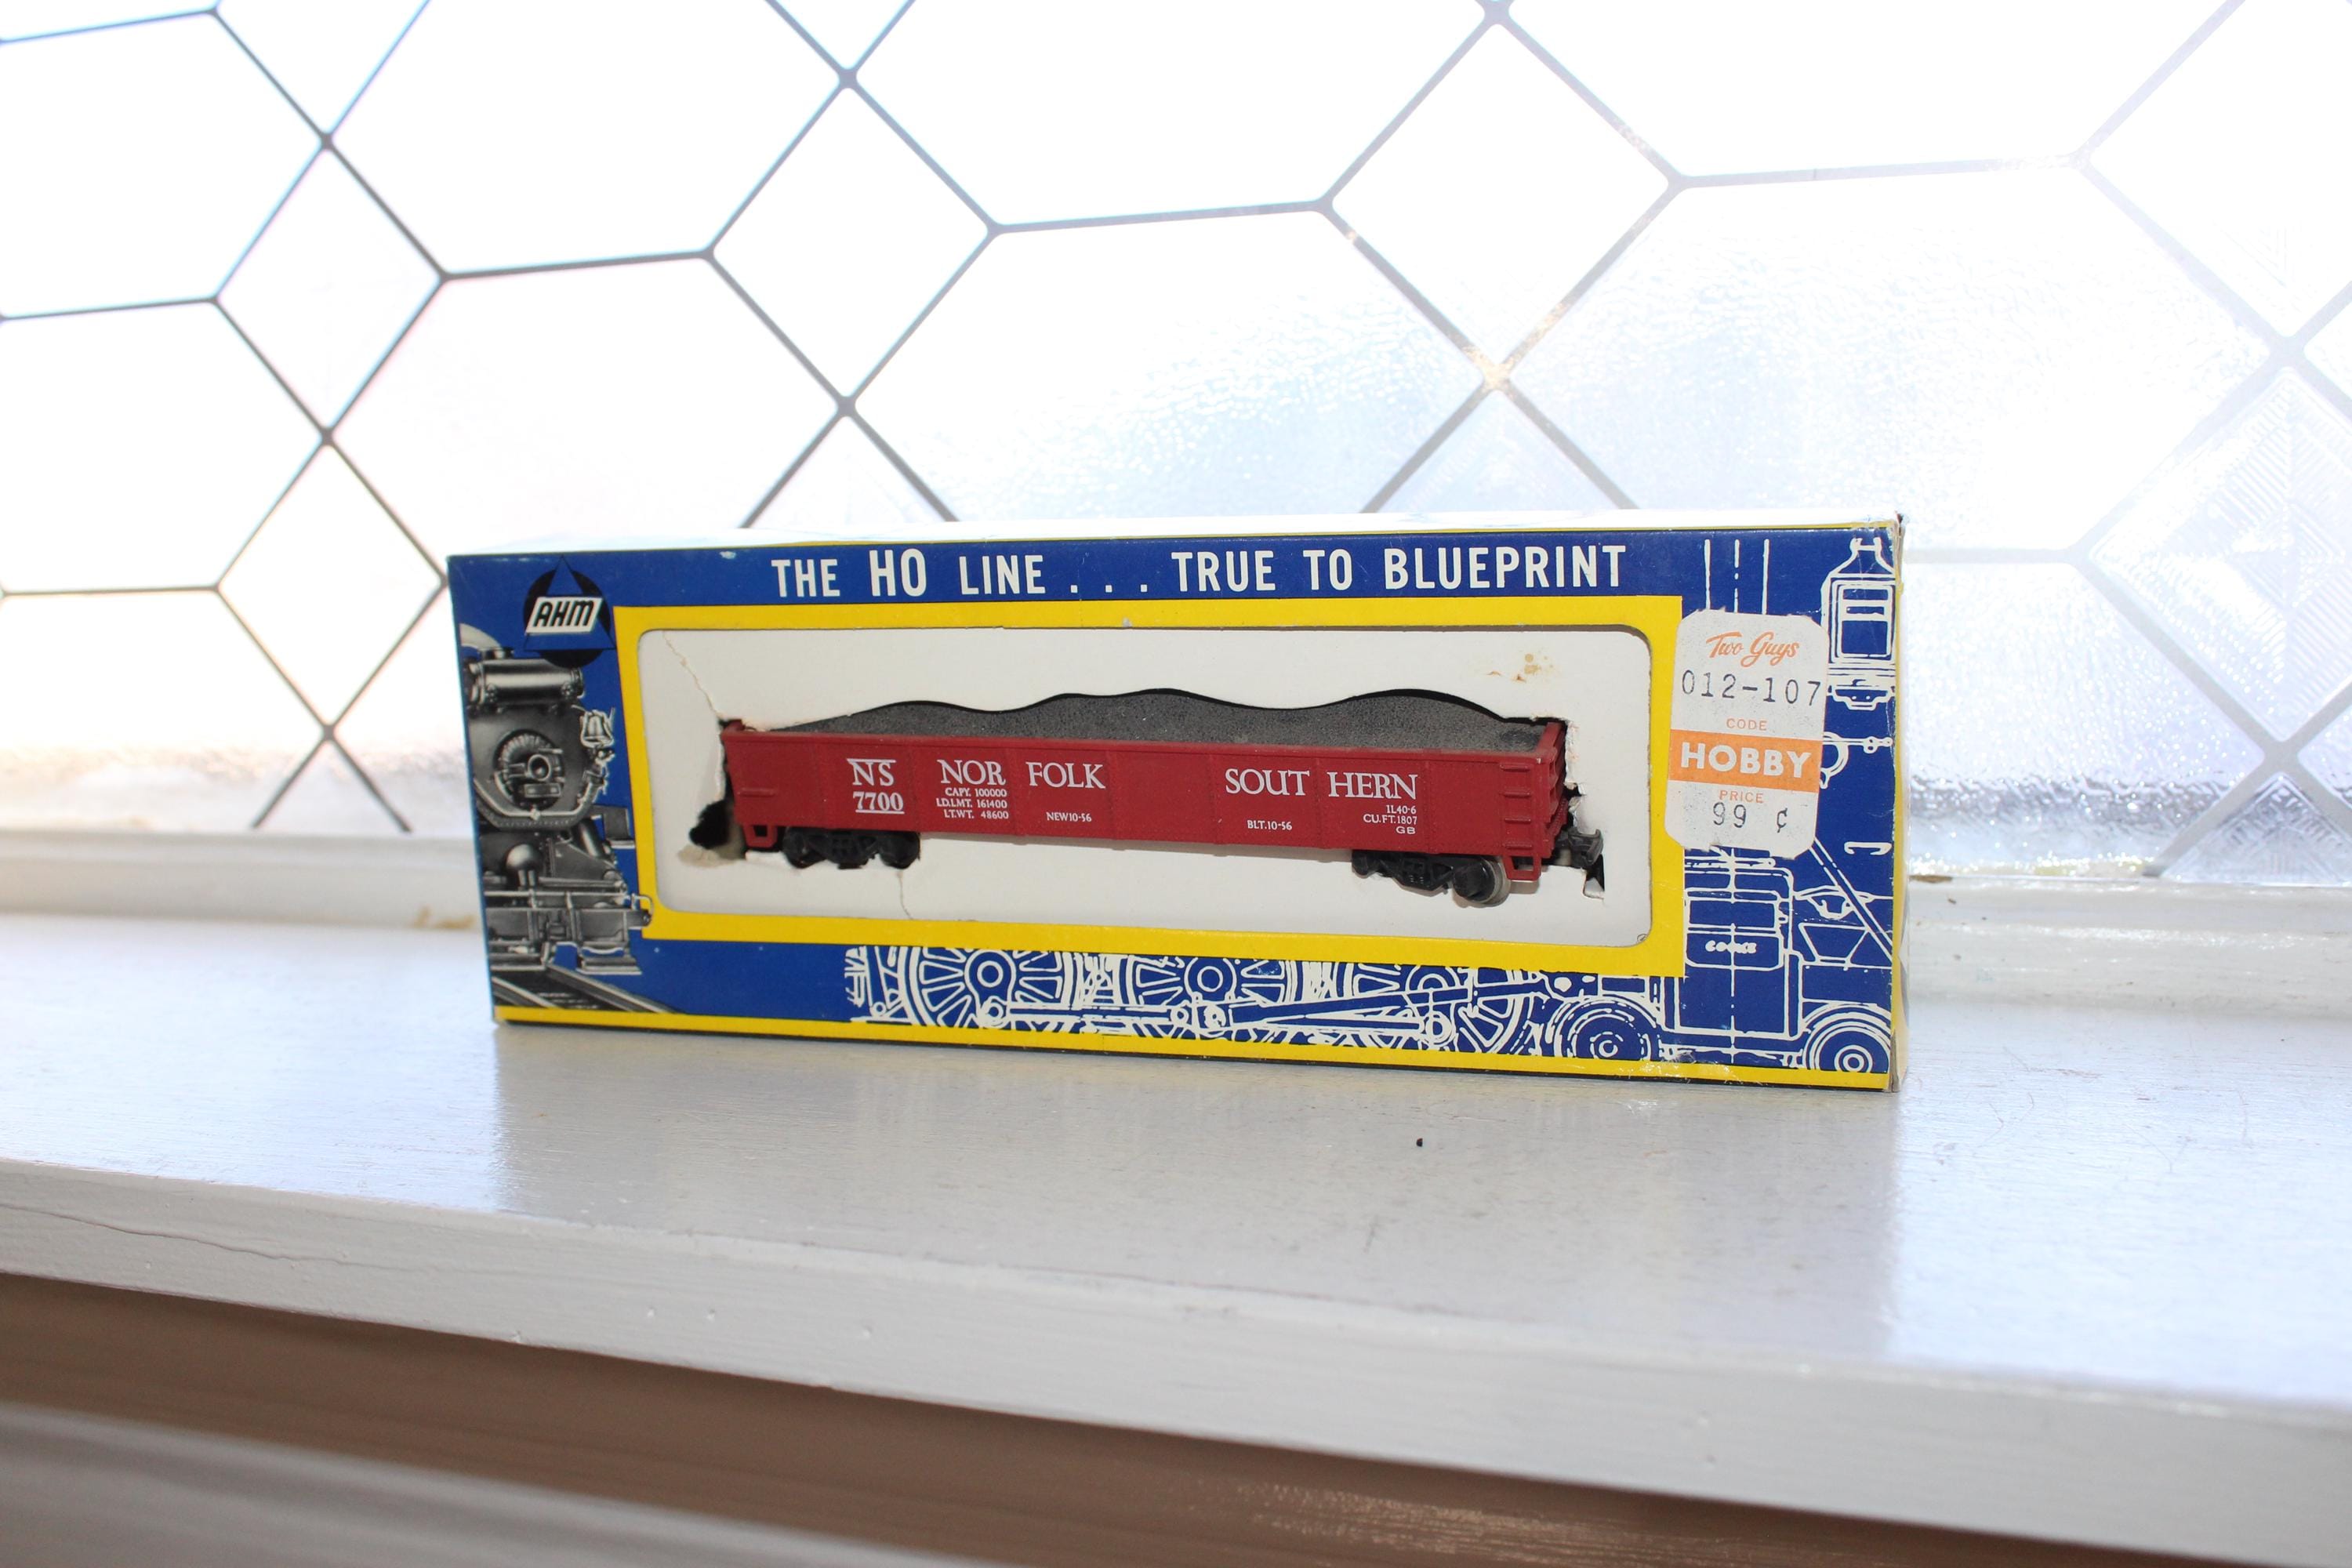 THE HO LINE . . . TRUE TO BLUEPRINT
AHM
Two Guys
012-107
CODE
HOBBY
PRICE
99 ¢
NS
7700
NOR FOLK SOUT HERN
CAPY. 100000
LD.LMT. 161400
LT.WT. 48600
NEW 10-56
BLT. 10-56
IL40-6
CU.FT.1807
GB